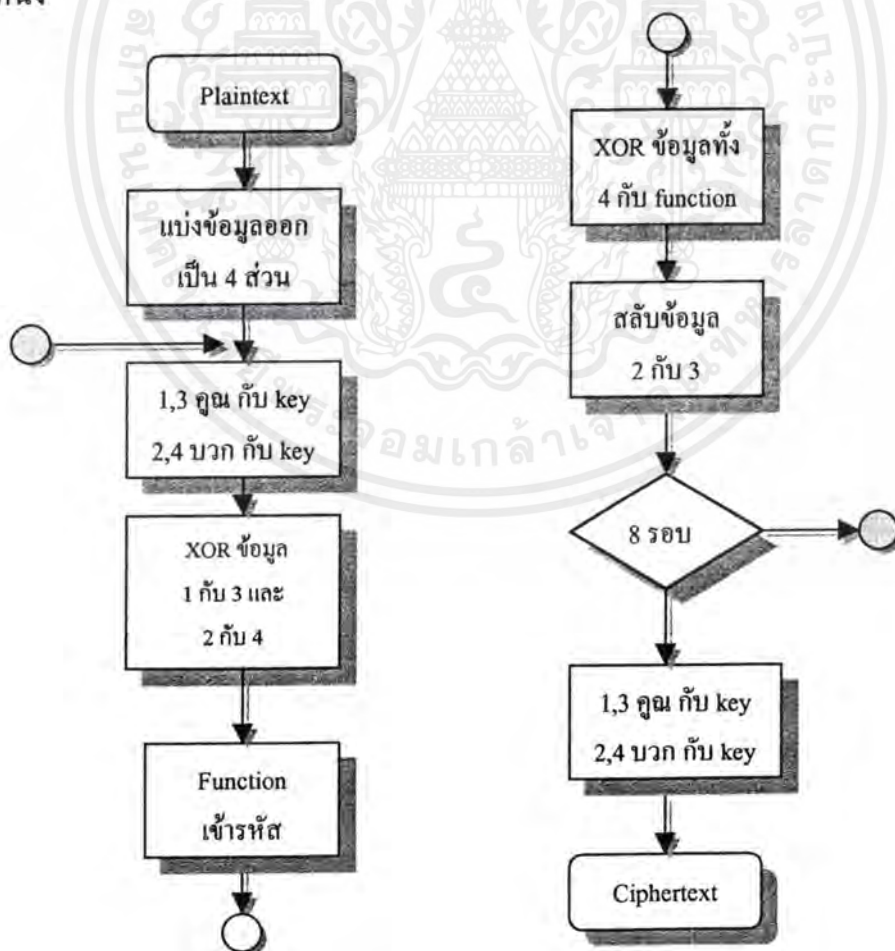 Plaintext
แบ่งข้อมูลออก
เป็น 4 ส่วน
1,3 คูณ กับ key
2,4 บวก กับ key
XOR ข้อมูล
1 กับ 3 และ
2 กับ 4
Function
เข้ารหัส
XOR ข้อมูลทั้ง
4 กับ function
สลับข้อมูล
2 กับ 3
8 รอบ
1,3 คูณ กับ key
2,4 บวก กับ key
Ciphertext